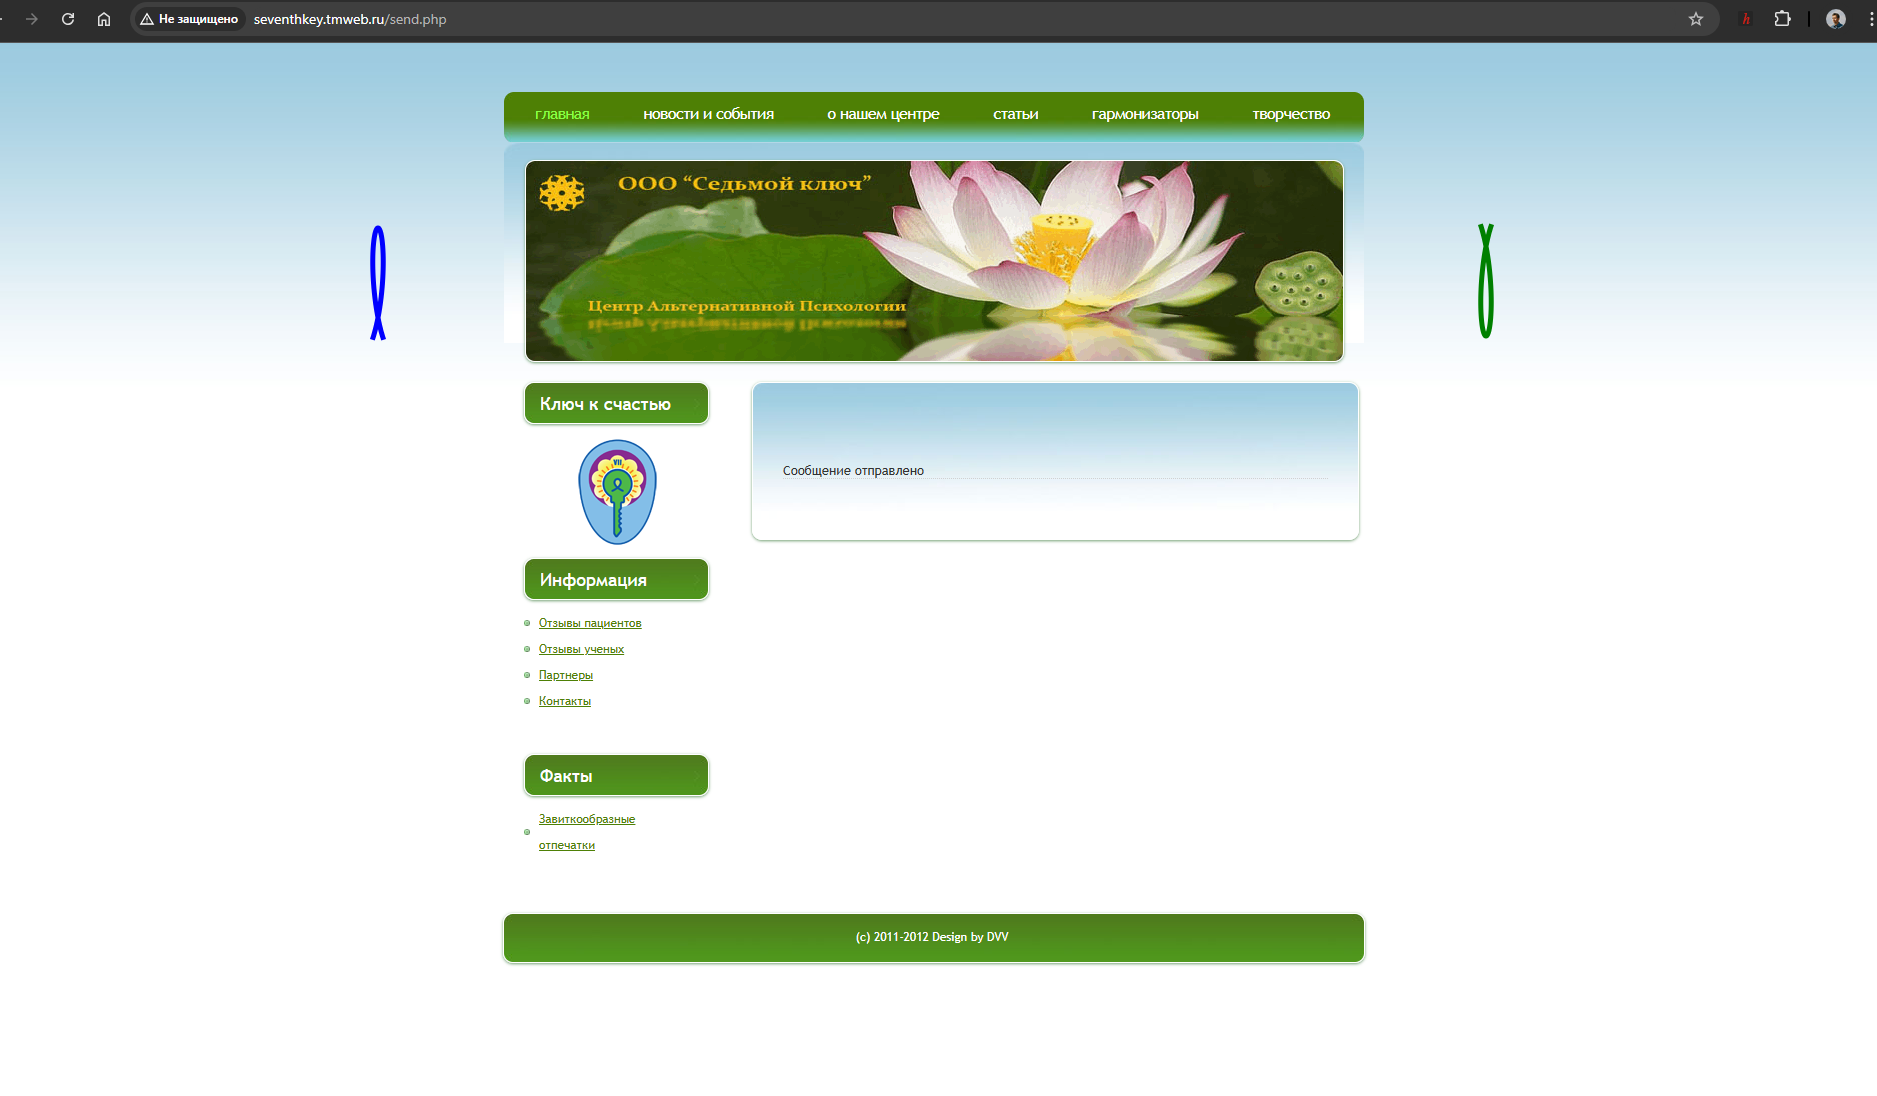 Не защищено seventhkey.tmweb.ru/send.php
главная новости и события о нашем центре статьи гармонизаторы творчество
ООО “Седьмой ключ”
Центр Альтернативной Психологии
Ключ к счастью
VII
Сообщение отправлено
Информация
Отзывы пациентов
Отзывы ученых
Партнеры
Контакты
Факты
Завиткообразные
отпечатки
(c) 2011-2012 Design by DVV